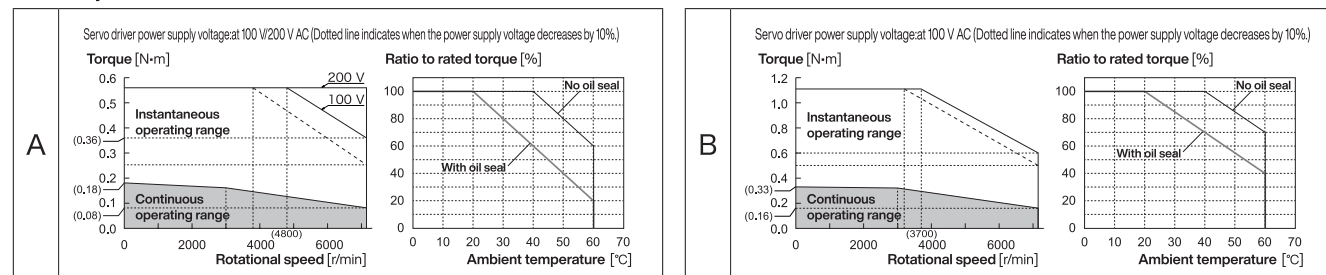 A
Servo driver power supply voltage:at 100 V/200 V AC (Dotted line indicates when the power supply voltage decreases by 10%.)
Torque [N•m]
0.6
0.5
0.4
(0.36)
0.3
0.2
(0.18)
0.1
(0.08)
0.0
200 V
100 V
Instantaneous
operating range
Continuous
operating range
0
2000
4000
(4800)
6000
Rotational speed [r/min]
Ratio to rated torque [%]
100
80
60
40
20
0
No oil seal
With oil seal
0 10 20 30 40 50 60 70
Ambient temperature [°C]
B
Servo driver power supply voltage:at 100 V AC (Dotted line indicates when the power supply voltage decreases by 10%.)
Torque [N•m]
1.2
1.0
0.8
0.6
0.4
(0.33)
0.2
(0.16)
0.0
Instantaneous
operating range
Continuous
operating range
0
2000
(3700)
4000
6000
Rotational speed [r/min]
Ratio to rated torque [%]
100
80
60
40
20
0
No oil seal
With oil seal
0 10 20 30 40 50 60 70
Ambient temperature [°C]